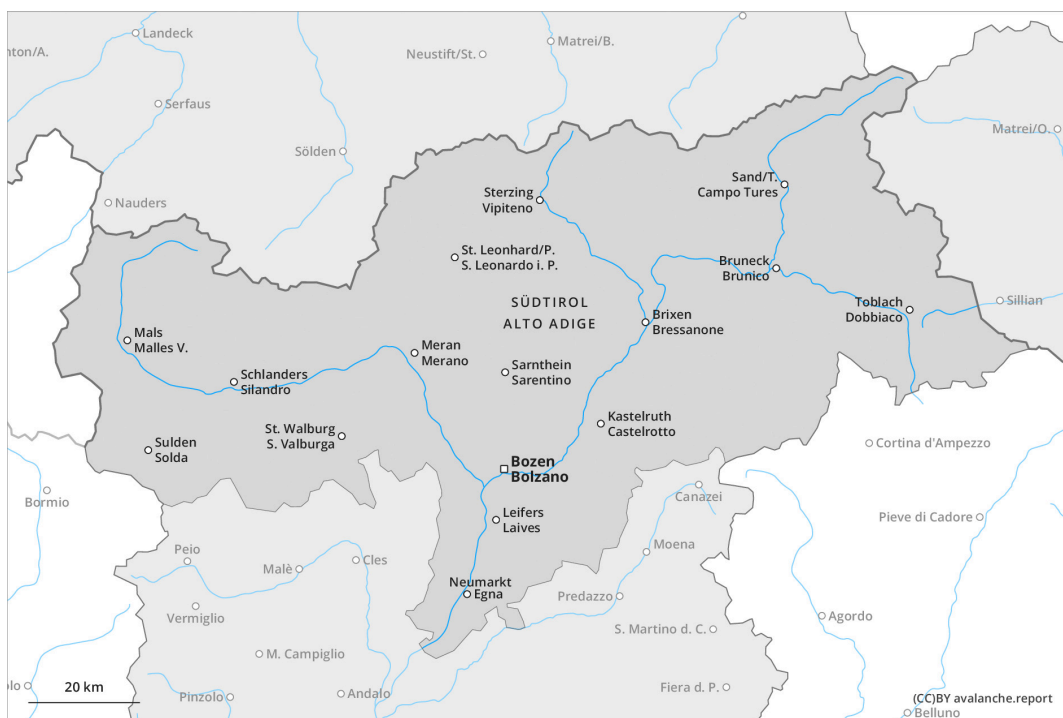 Landeck
nton/A.
Neustift/St.
Matrei/B.
Serfaus
Sölden
Matrei/O.
Nauders
Sand/T.
Campo Tures
Sterzing
Vipiteno
St. Leonhard/P.
S. Leonardo i. P.
Bruneck
Brunico
SÜDTIROL
ALTO ADIGE
Toblach
Dobbiaco
Sillian
Brixen
Bressanone
Mals
Malles V.
Meran
Merano
Sarnthein
Sarentino
Schlanders
Silandro
Kastelruth
Castelrotto
St. Walburg
S. Valburga
Sulden
Solda
Cortina d'Ampezzo
Bozen
Bolzano
Bormio
Canazei
Leifers
Laives
Pieve di Cadore
Peio
Malè
Cles
Moena
Neumarkt
Egna
Predazzo
Vermiglio
Agordo
S. Martino d. C.
M. Campiglio
olo
20 km
Pinzolo
Andalo
Fiera d. P.
(CC)BY avalanche.report
Belluno